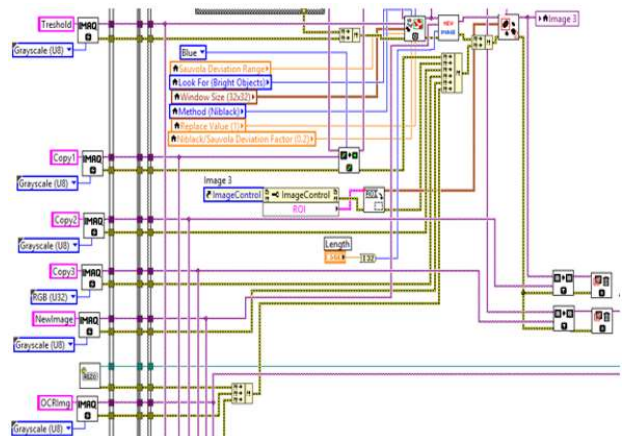 Treshold
IMAQ
Grayscale (U8)
Blue
Sauvola Deviation Range
Look For (Bright Objects)
Window Size (32x32)
Method (Niblack)
Replace Value (1)
Niblack/Sauvola Deviation Factor (0.2)
Image 3
Copy1
IMAQ
Grayscale (U8)
Image 3
ImageControl
ImageControl
ROI
Copy2
IMAQ
Grayscale (U8)
Length
I32
Copy3
IMAQ
RGB (U32)
NewImage
IMAQ
Grayscale (U8)
OCRImg
IMAQ
Grayscale (U8)